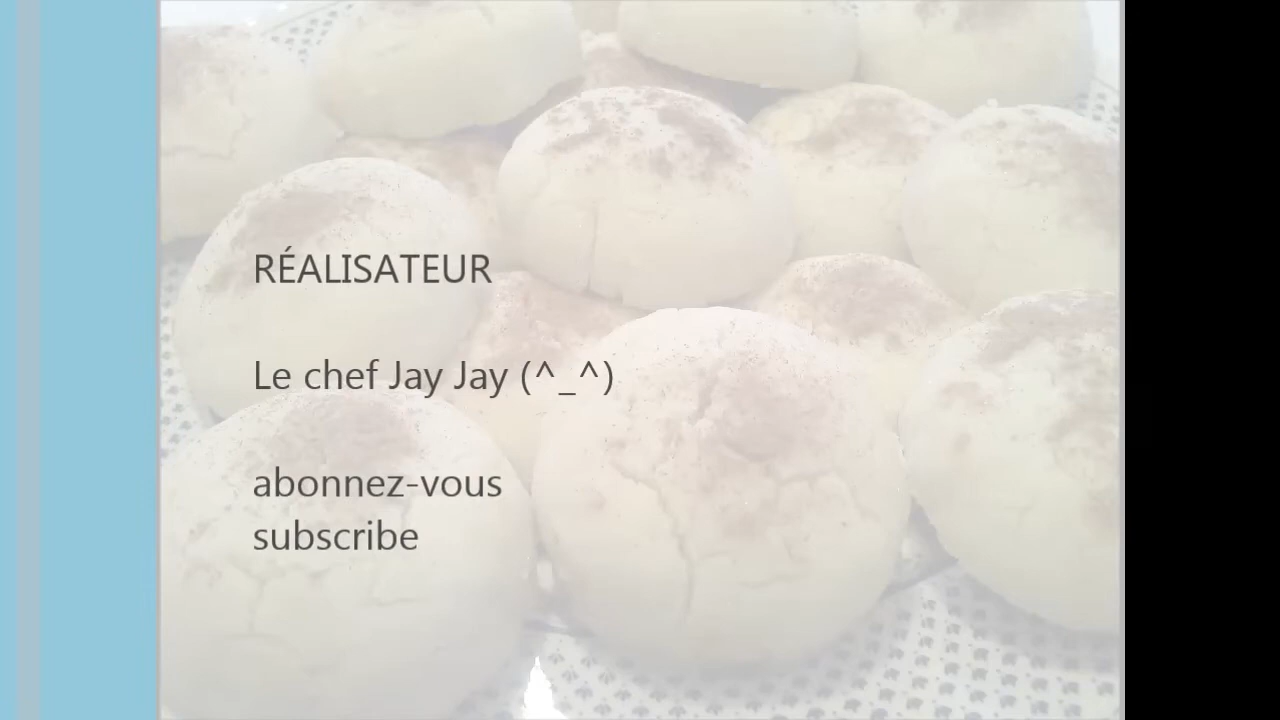 RÉALISATEUR
Le chef Jay Jay (^_^)
abonnez-vous
subscribe